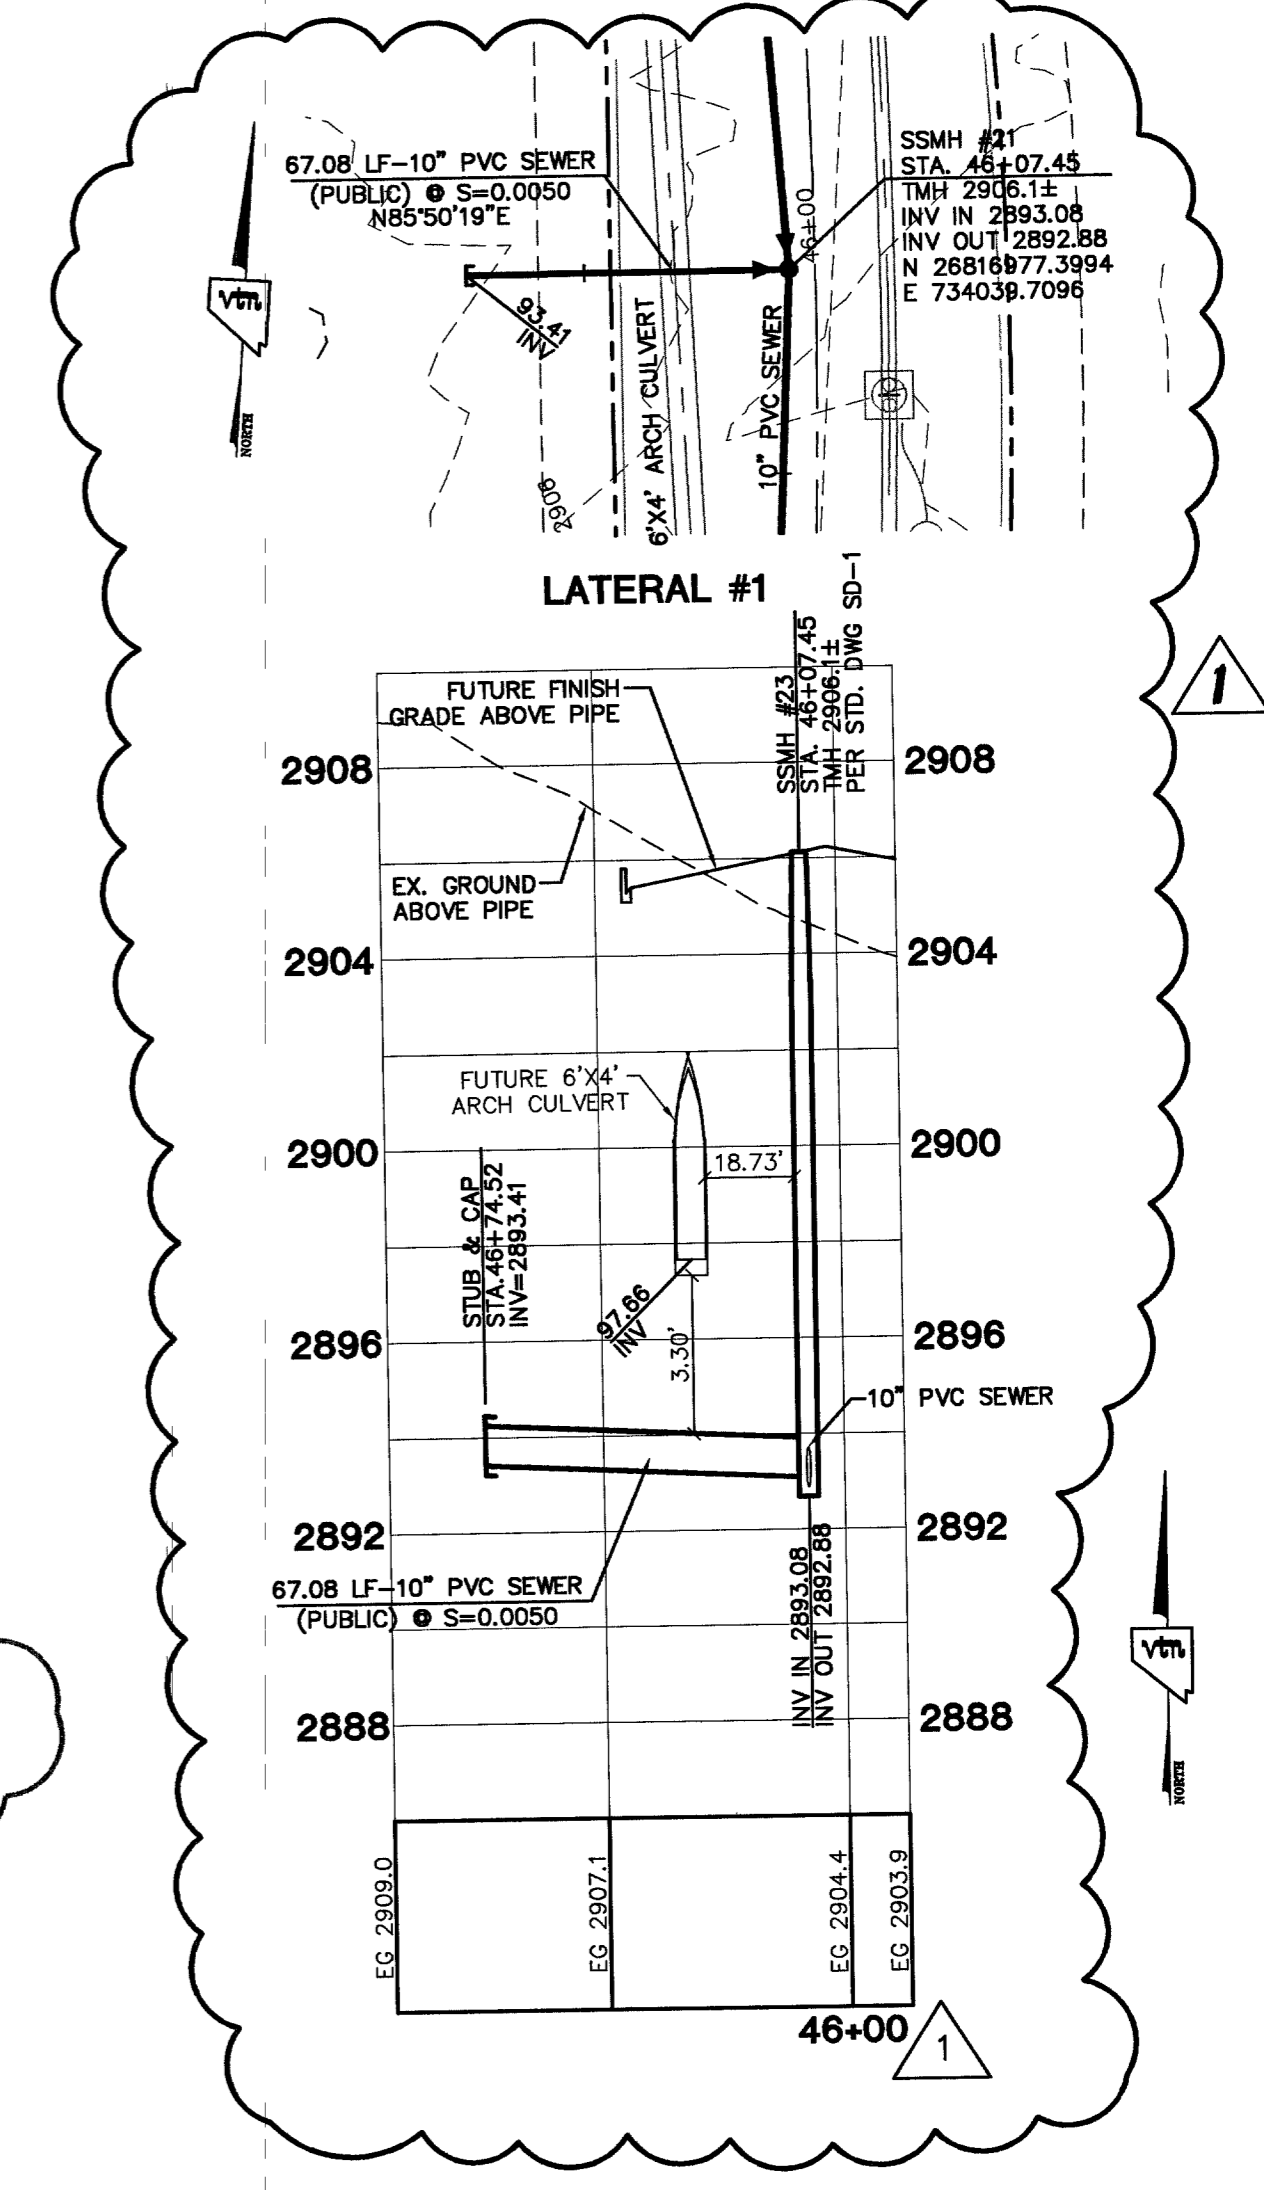 67.08 LF-10" PVC SEWER
(PUBLIC) @ S=0.0050
N85°50'19"E
SSMH #21
STA. 46+07.45
TMH 2906.1±
INV IN 2893.08
INV OUT 2892.88
N 26816977.3994
E 734039.7096
46+00
vtn
NORTH
93.41
INV
6'X4' ARCH CULVERT
10" PVC SEWER
2906
LATERAL #1
1
SSMH #23
STA. 46+07.45
TMH 2906.1±
PER STD. DWG SD-1
FUTURE FINISH
GRADE ABOVE PIPE
2908
2908
EX. GROUND
ABOVE PIPE
2904
2904
FUTURE 6'X4'
ARCH CULVERT
2900
2900
18.73'
STUB & CAP
STA.46+74.52
INV=2893.41
97.66
INV
3.30'
2896
2896
10" PVC SEWER
2892
2892
67.08 LF-10" PVC SEWER
(PUBLIC) @ S=0.0050
INV IN 2893.08
INV OUT 2892.88
vtn
NORTH
2888
2888
EG 2909.0
EG 2907.1
EG 2904.4
EG 2903.9
46+00
1